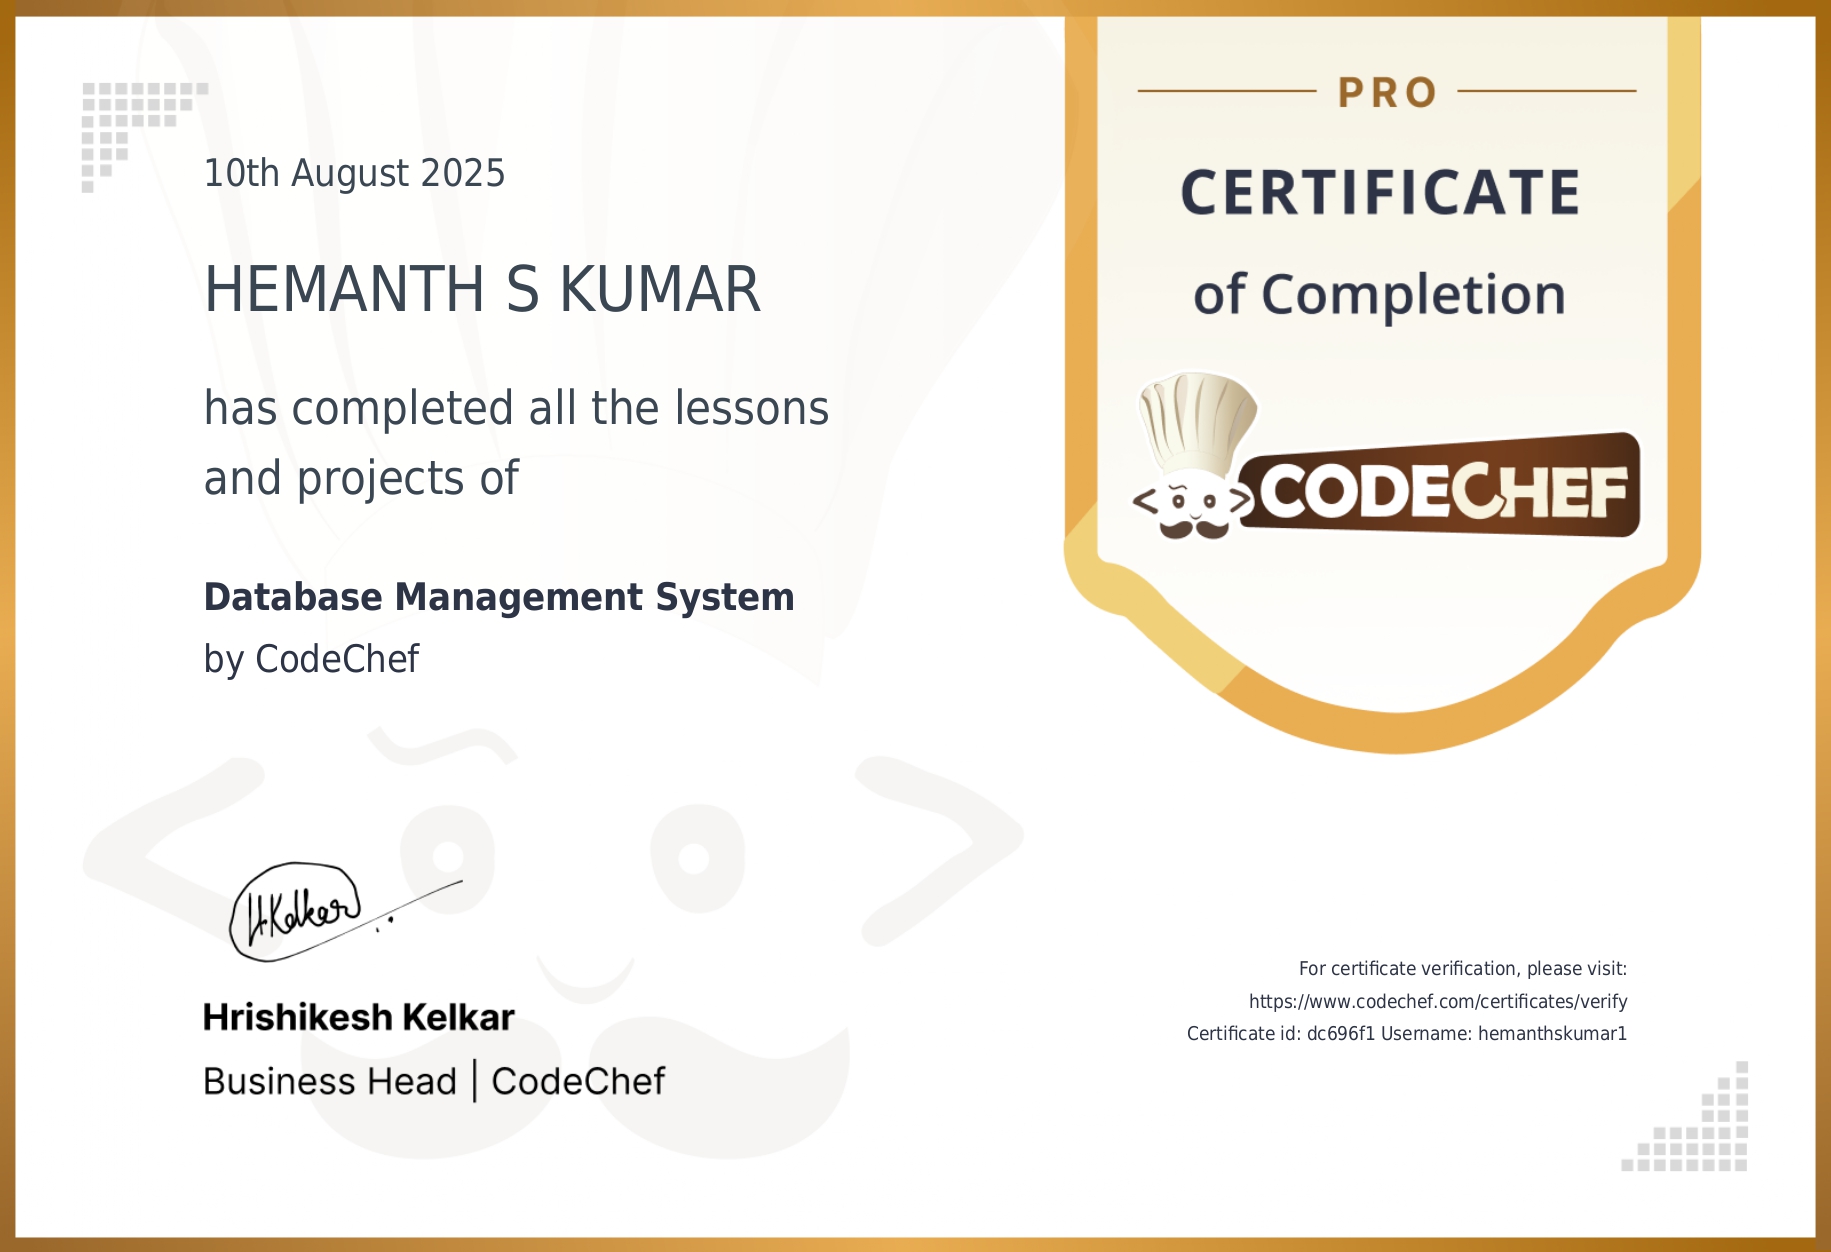 10th August 2025
HEMANTH S KUMAR
has completed all the lessons
and projects of
Database Management System
by CodeChef
HKelkar
Hrishikesh Kelkar
Business Head | CodeChef
PRO
CERTIFICATE
of Completion
CODECHEF
For certificate verification, please visit:
https://www.codechef.com/certificates/verify
Certificate id: dc696f1 Username: hemanthskumar1